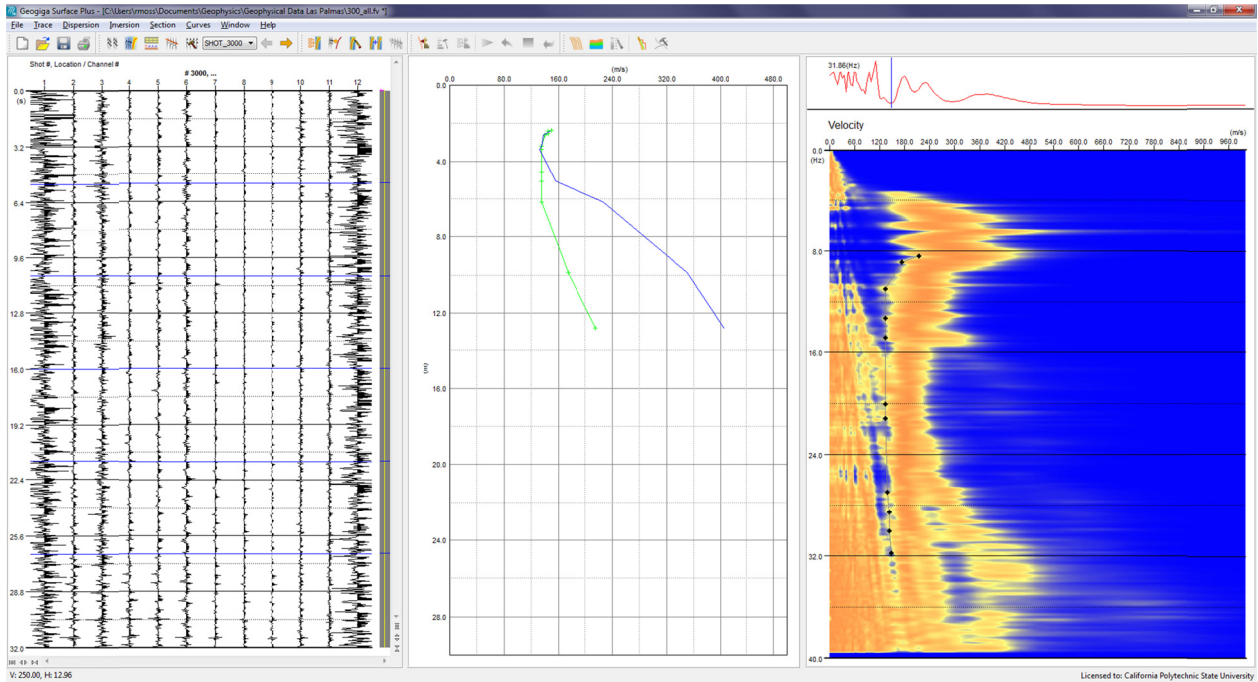 Geogiga Surface Plus - [C:\Users\rmoss\Documents\Geophysics\Geophysical Data Las Palmas\300_all.fv *]
File Trace Dispersion Inversion Section Curves Window Help
SHOT_3000
Shot #, Location / Channel #
# 3000, ...
1 2 3 4 5 6 7 8 9 10 11 12
0.0
(s)
3.2
6.4
9.6
12.8
16.0
19.2
22.4
25.6
28.8
32.0
(m/s)
0.0 80.0 160.0 240.0 320.0 400.0 480.0
0.0
4.0
8.0
12.0
(m)
16.0
20.0
24.0
28.0
31.86(Hz)
Velocity
(m/s)
0.0 60.0 120.0 180.0 240.0 300.0 360.0 420.0 480.0 540.0 600.0 660.0 720.0 780.0 840.0 900.0 960.0
0.0
(Hz)
8.0
16.0
24.0
32.0
40.0
V: 250.00, H: 12.96
Licensed to: California Polytechnic State University